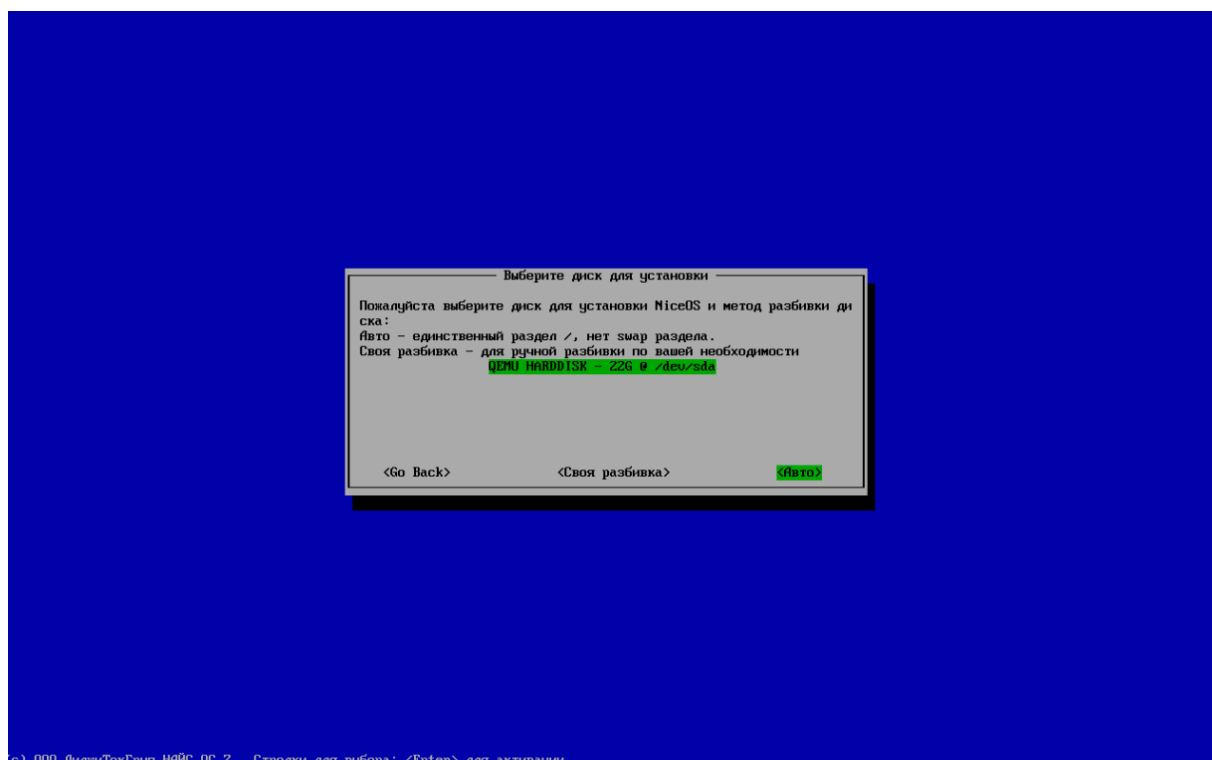 Выберите диск для установки
Пожалуйста выберите диск для установки NiceOS и метод разбивки ди
ска:
Авто - единственный раздел /, нет swap раздела.
Своя разбивка - для ручной разбивки по вашей необходимости
QEMU HARDDISK - 22G @ /dev/sda
<Go Back> <Своя разбивка> <Авто>